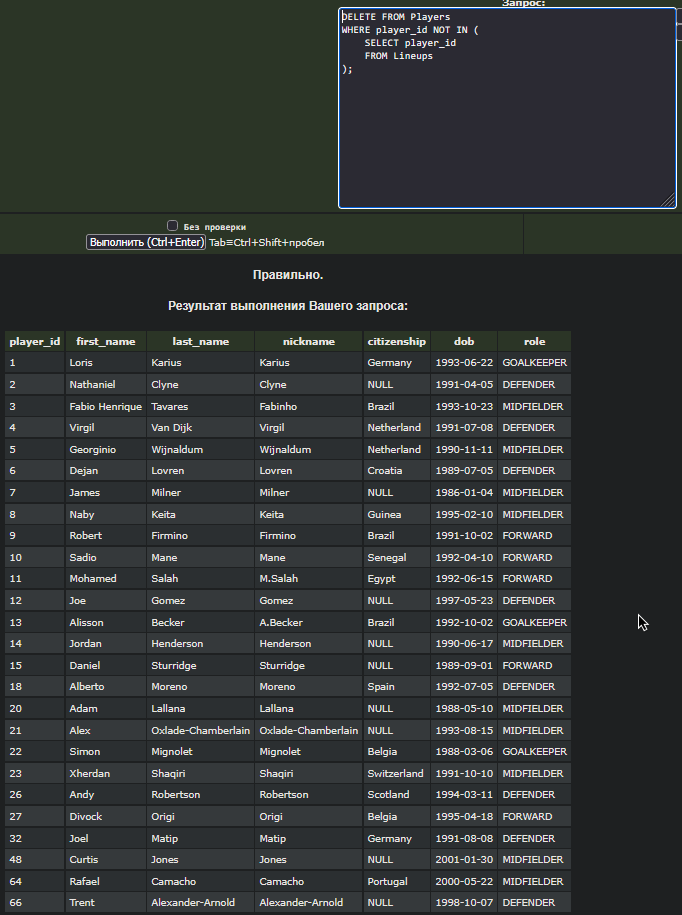 Запрос:
DELETE FROM Players
WHERE player_id NOT IN (
SELECT player_id
FROM Lineups
);
Без проверки
Выполнить (Ctrl+Enter) Tab≡Ctrl+Shift+пробел
Правильно.
Результат выполнения Вашего запроса:
player_id first_name last_name nickname citizenship dob role
1 Loris Karius Karius Germany 1993-06-22 GOALKEEPER
2 Nathaniel Clyne Clyne NULL 1991-04-05 DEFENDER
3 Fabio Henrique Tavares Fabinho Brazil 1993-10-23 MIDFIELDER
4 Virgil Van Dijk Virgil Netherland 1991-07-08 DEFENDER
5 Georginio Wijnaldum Wijnaldum Netherland 1990-11-11 MIDFIELDER
6 Dejan Lovren Lovren Croatia 1989-07-05 DEFENDER
7 James Milner Milner NULL 1986-01-04 MIDFIELDER
8 Naby Keita Keita Guinea 1995-02-10 MIDFIELDER
9 Robert Firmino Firmino Brazil 1991-10-02 FORWARD
10 Sadio Mane Mane Senegal 1992-04-10 FORWARD
11 Mohamed Salah M.Salah Egypt 1992-06-15 FORWARD
12 Joe Gomez Gomez NULL 1997-05-23 DEFENDER
13 Alisson Becker A.Becker Brazil 1992-10-02 GOALKEEPER
14 Jordan Henderson Henderson NULL 1990-06-17 MIDFIELDER
15 Daniel Sturridge Sturridge NULL 1989-09-01 FORWARD
18 Alberto Moreno Moreno Spain 1992-07-05 DEFENDER
20 Adam Lallana Lallana NULL 1988-05-10 MIDFIELDER
21 Alex Oxlade-Chamberlain Oxlade-Chamberlain NULL 1993-08-15 MIDFIELDER
22 Simon Mignolet Mignolet Belgia 1988-03-06 GOALKEEPER
23 Xherdan Shaqiri Shaqiri Switzerland 1991-10-10 MIDFIELDER
26 Andy Robertson Robertson Scotland 1994-03-11 DEFENDER
27 Divock Origi Origi Belgia 1995-04-18 FORWARD
32 Joel Matip Matip Germany 1991-08-08 DEFENDER
48 Curtis Jones Jones NULL 2001-01-30 MIDFIELDER
64 Rafael Camacho Camacho Portugal 2000-05-22 MIDFIELDER
66 Trent Alexander-Arnold Alexander-Arnold NULL 1998-10-07 DEFENDER